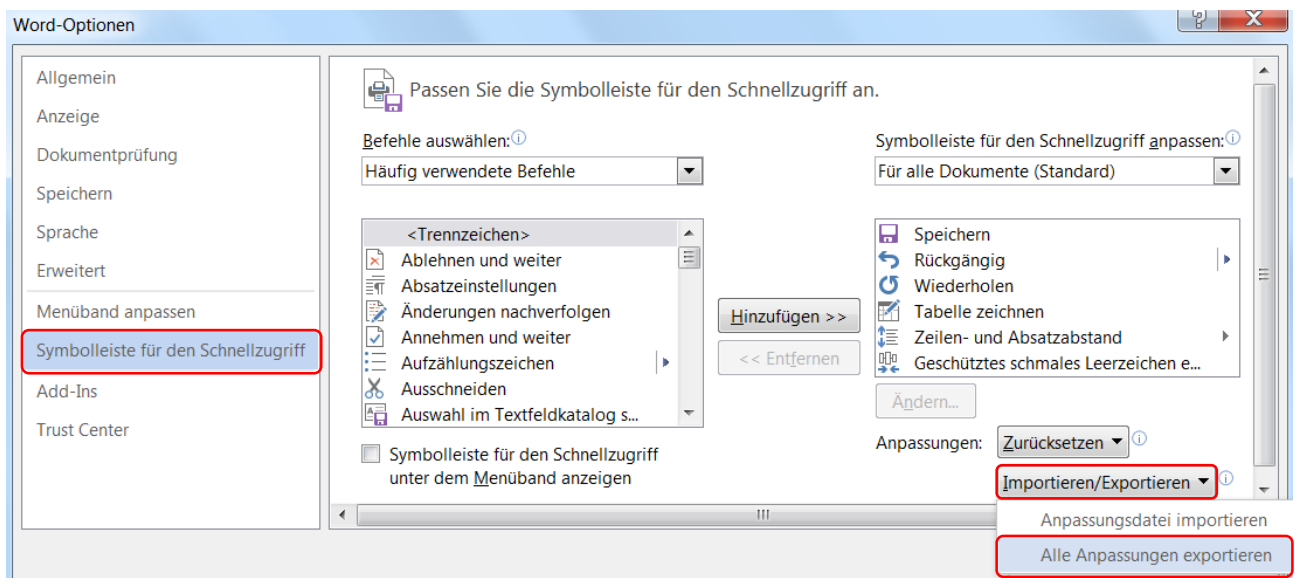 Word-Optionen
Allgemein
Anzeige
Dokumentprüfung
Speichern
Sprache
Erweitert
Menüband anpassen
Symbolleiste für den Schnellzugriff
Add-Ins
Trust Center
Passen Sie die Symbolleiste für den Schnellzugriff an.
Befehle auswählen:
Häufig verwendete Befehle
<Trennzeichen>
Ablehnen und weiter
Absatzeinstellungen
Änderungen nachverfolgen
Annehmen und weiter
Aufzählungszeichen
Ausschneiden
Auswahl im Textfeldkatalog s...
Symbolleiste für den Schnellzugriff
unter dem Menüband anzeigen
Hinzufügen >>
<< Entfernen
Symbolleiste für den Schnellzugriff anpassen:
Für alle Dokumente (Standard)
Speichern
Rückgängig
Wiederholen
Tabelle zeichnen
Zeilen- und Absatzabstand
Geschütztes schmales Leerzeichen e...
Ändern...
Anpassungen: Zurücksetzen
Importieren/Exportieren
Anpassungsdatei importieren
Alle Anpassungen exportieren